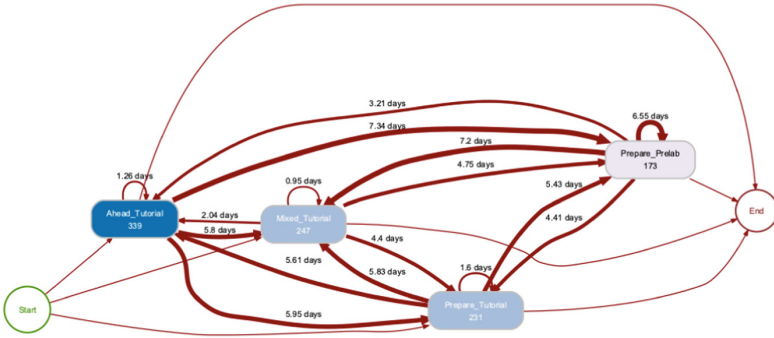 3.21 days
6.55 days
7.34 days
7.2 days
Prepare_Prelab
173
4.75 days
1.26 days
0.95 days
5.43 days
Ahead_Tutorial
339
2.04 days
Mixed_Tutorial
247
4.41 days
End
5.8 days
4.4 days
5.61 days
5.83 days
1.6 days
Prepare_Tutorial
231
Start
5.95 days